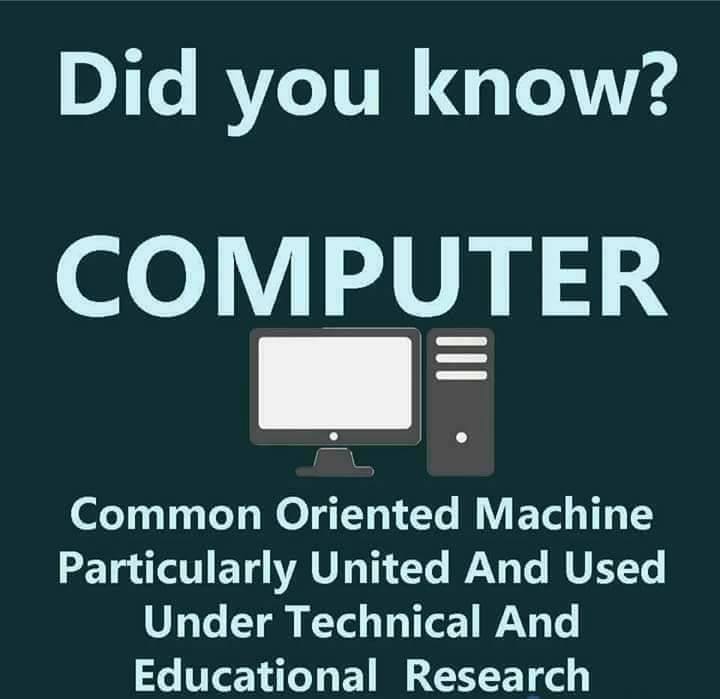 Did you know?
COMPUTER
Common Oriented Machine
Particularly United And Used
Under Technical And
Educational Research